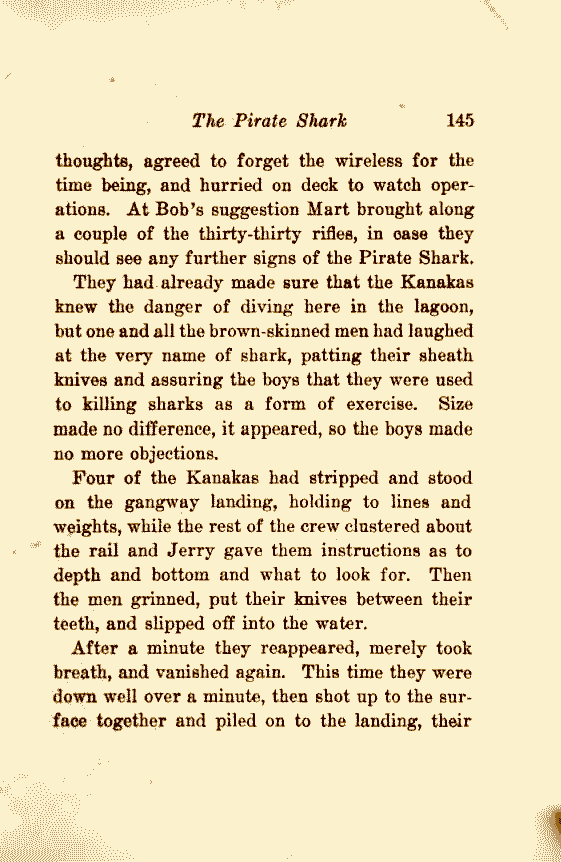 The Pirate Shark 145
thoughts, agreed to forget the wireless for the
time being, and hurried on deck to watch oper-
ations. At Bob's suggestion Mart brought along
a couple of the thirty-thirty rifles, in case they
should see any further signs of the Pirate Shark.
They had already made sure that the Kanakas
knew the danger of diving here in the lagoon,
but one and all the brown-skinned men had laughed
at the very name of shark, patting their sheath
knives and assuring the boys that they were used
to killing sharks as a form of exercise. Size
made no difference, it appeared, so the boys made
no more objections.
Four of the Kanakas had stripped and stood
on the gangway landing, holding to lines and
weights, while the rest of the crew clustered about
the rail and Jerry gave them instructions as to
depth and bottom and what to look for. Then
the men grinned, put their knives between their
teeth, and slipped off into the water.
After a minute they reappeared, merely took
breath, and vanished again. This time they were
down well over a minute, then shot up to the sur-
face together and piled on to the landing, their